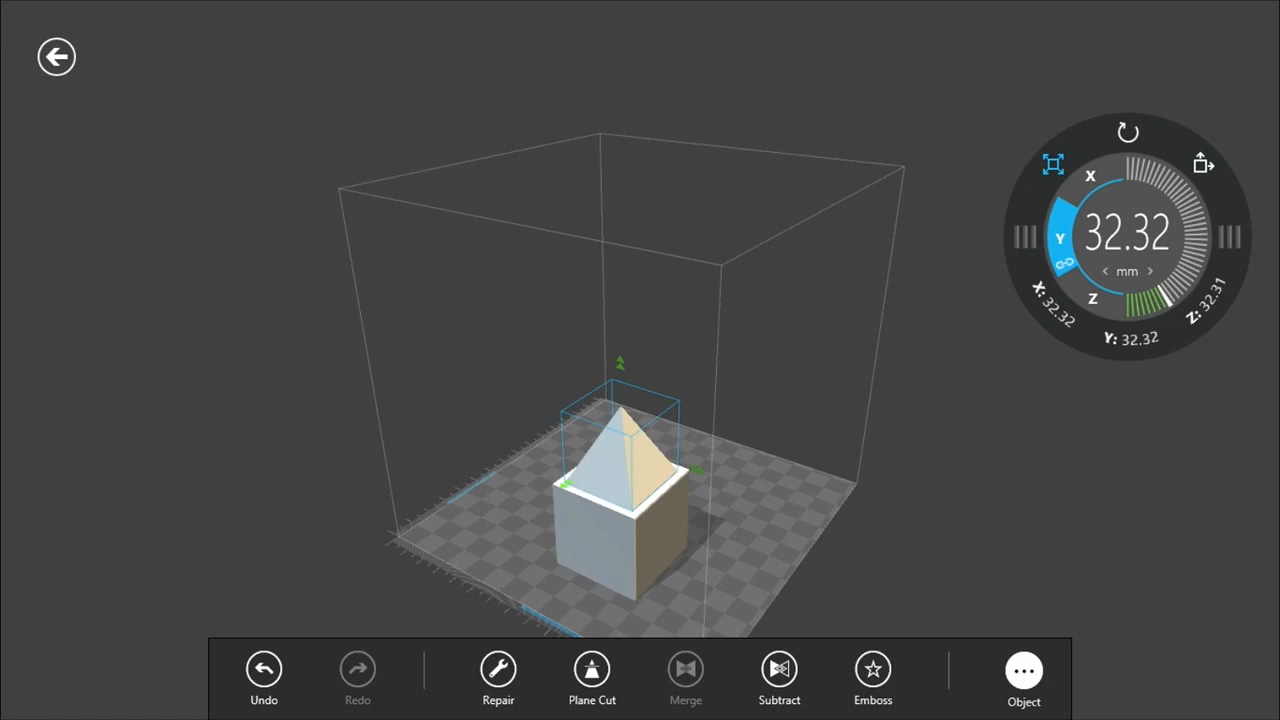 X
32.32
Y
< mm >
Z
X: 32.32
Y: 32.32
Z: 32.31
Undo
Redo
Repair
Plane Cut
Merge
Subtract
Emboss
Object